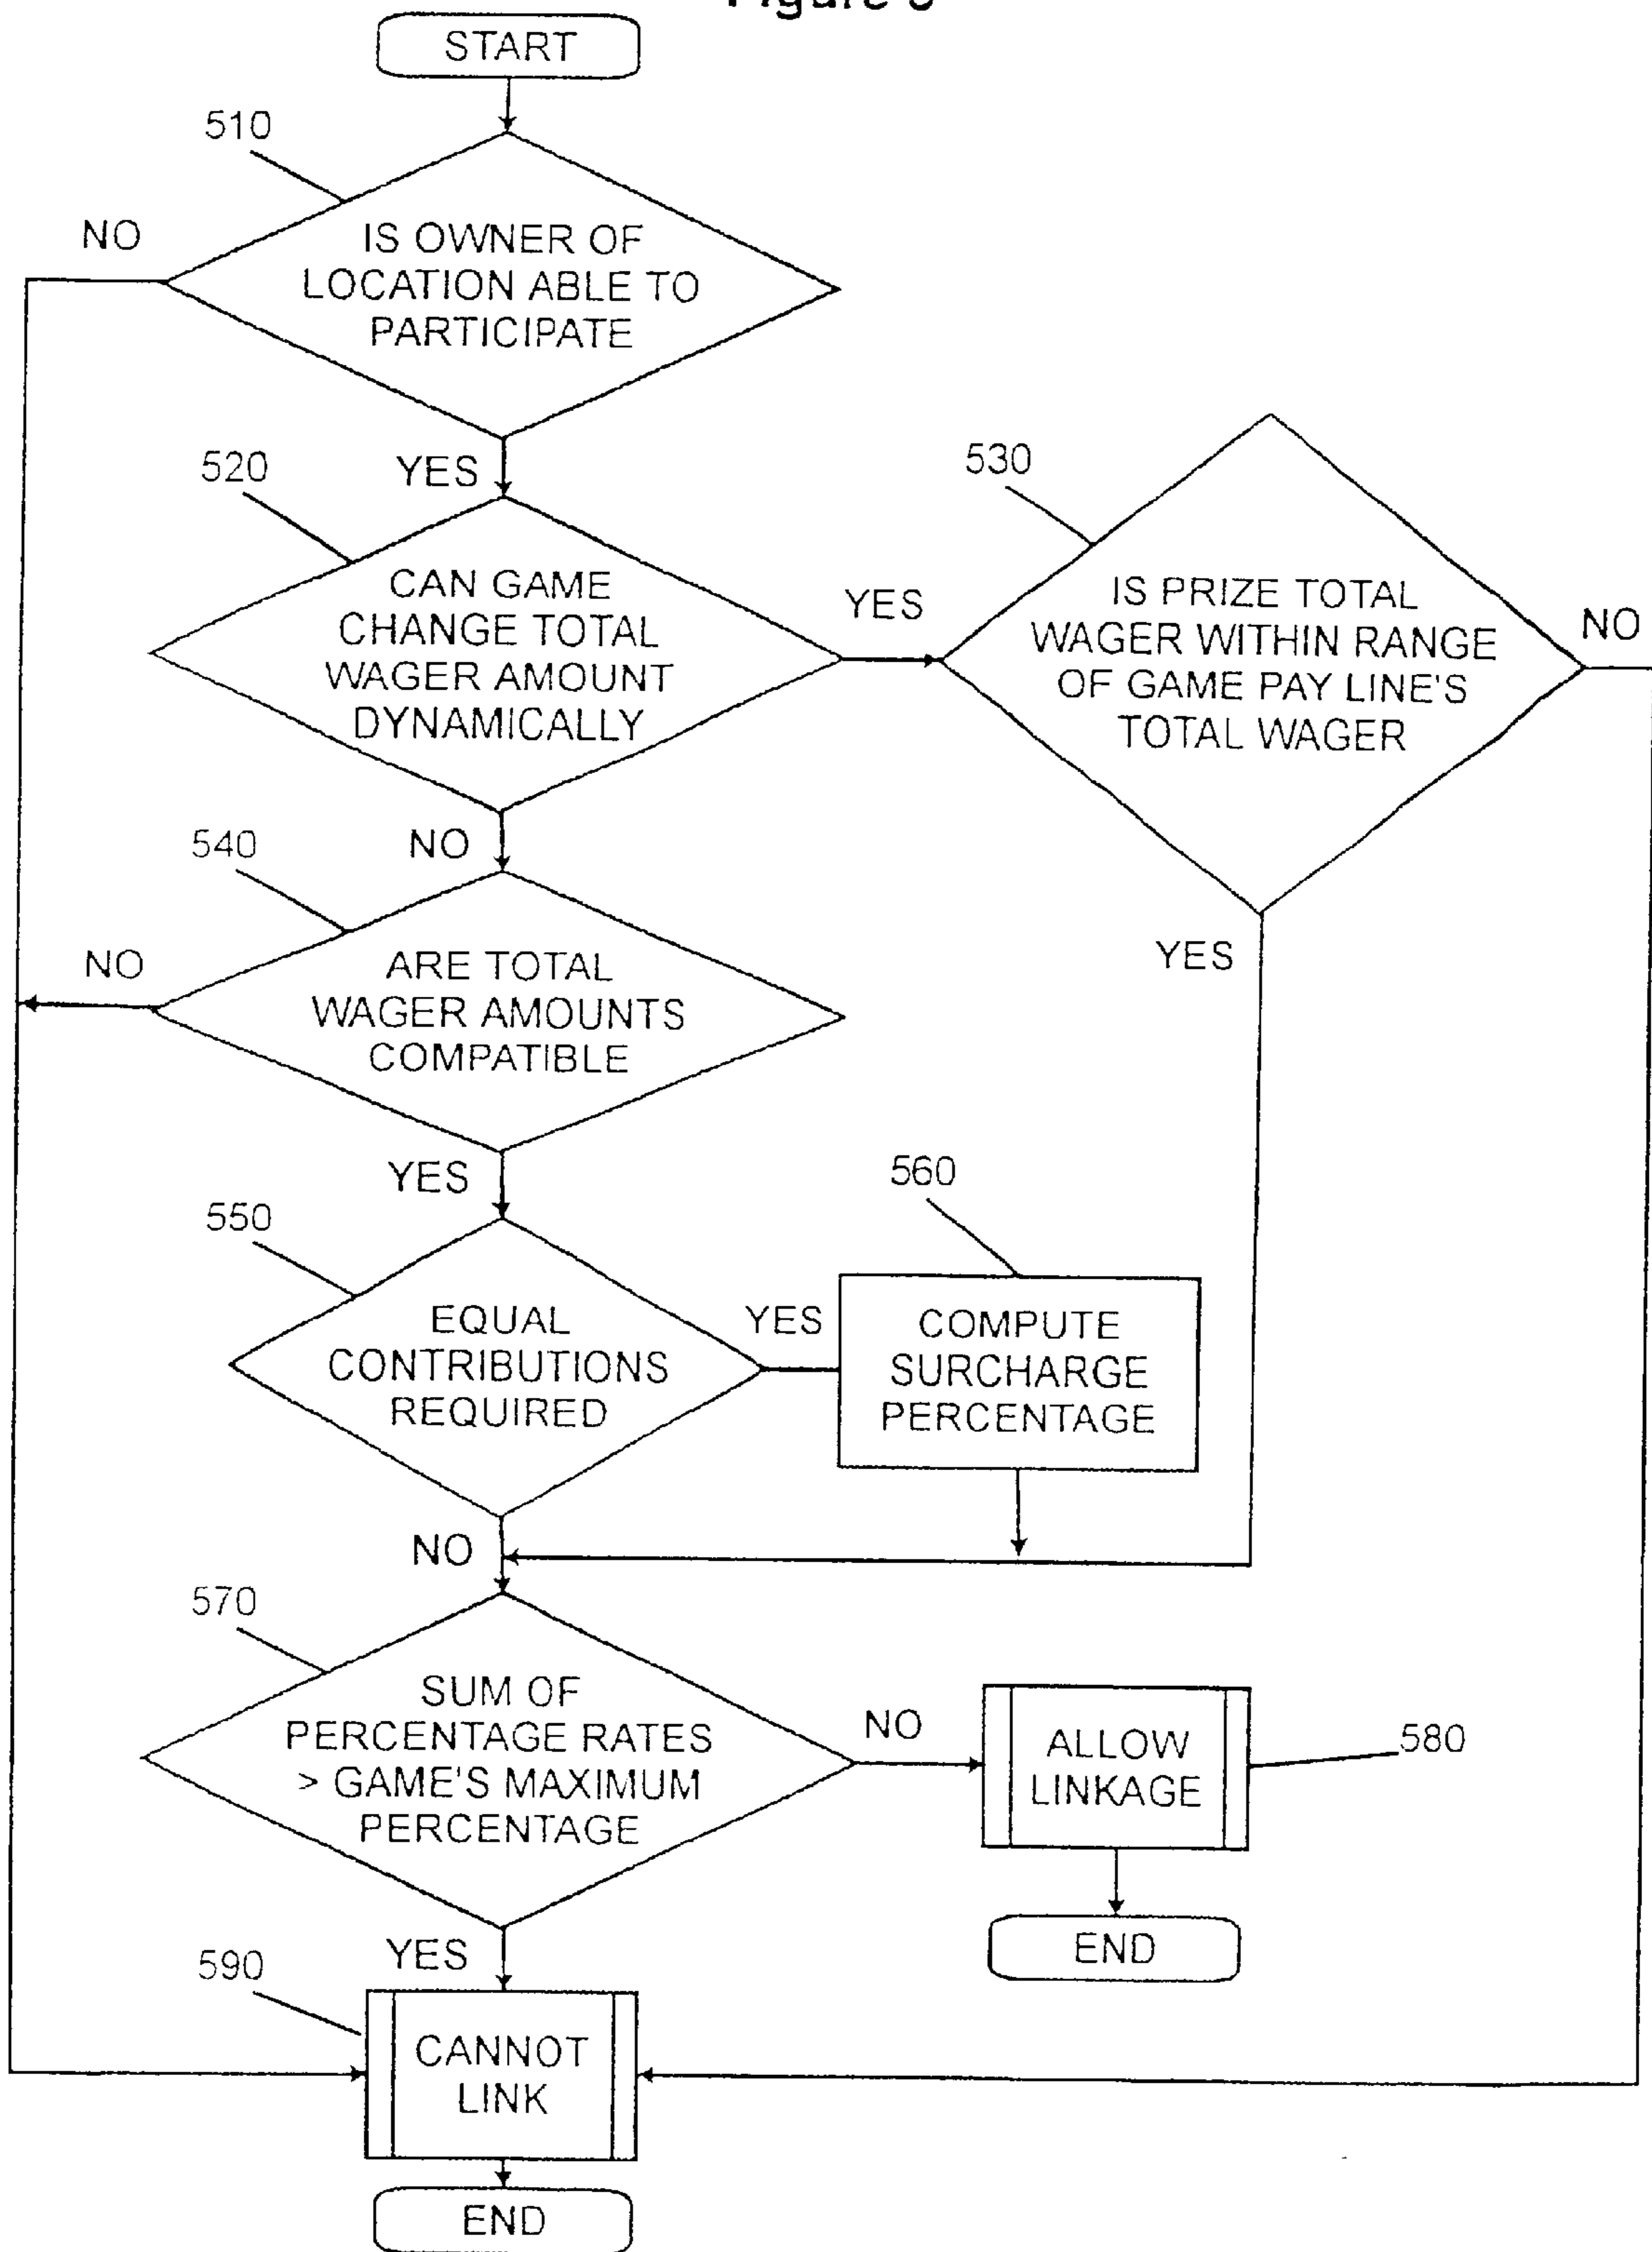 START
510
NO
IS OWNER OF
LOCATION ABLE TO
PARTICIPATE
520
YES
530
CAN GAME
CHANGE TOTAL
WAGER AMOUNT
DYNAMICALLY
YES
IS PRIZE TOTAL
WAGER WITHIN RANGE
OF GAME PAY LINE'S
TOTAL WAGER
NO
540
NO
YES
NO
ARE TOTAL
WAGER AMOUNTS
COMPATIBLE
YES
560
550
EQUAL
CONTRIBUTIONS
REQUIRED
YES
COMPUTE
SURCHARGE
PERCENTAGE
NO
570
SUM OF
PERCENTAGE RATES
> GAME'S MAXIMUM
PERCENTAGE
NO
ALLOW
LINKAGE
580
YES
END
590
CANNOT
LINK
END